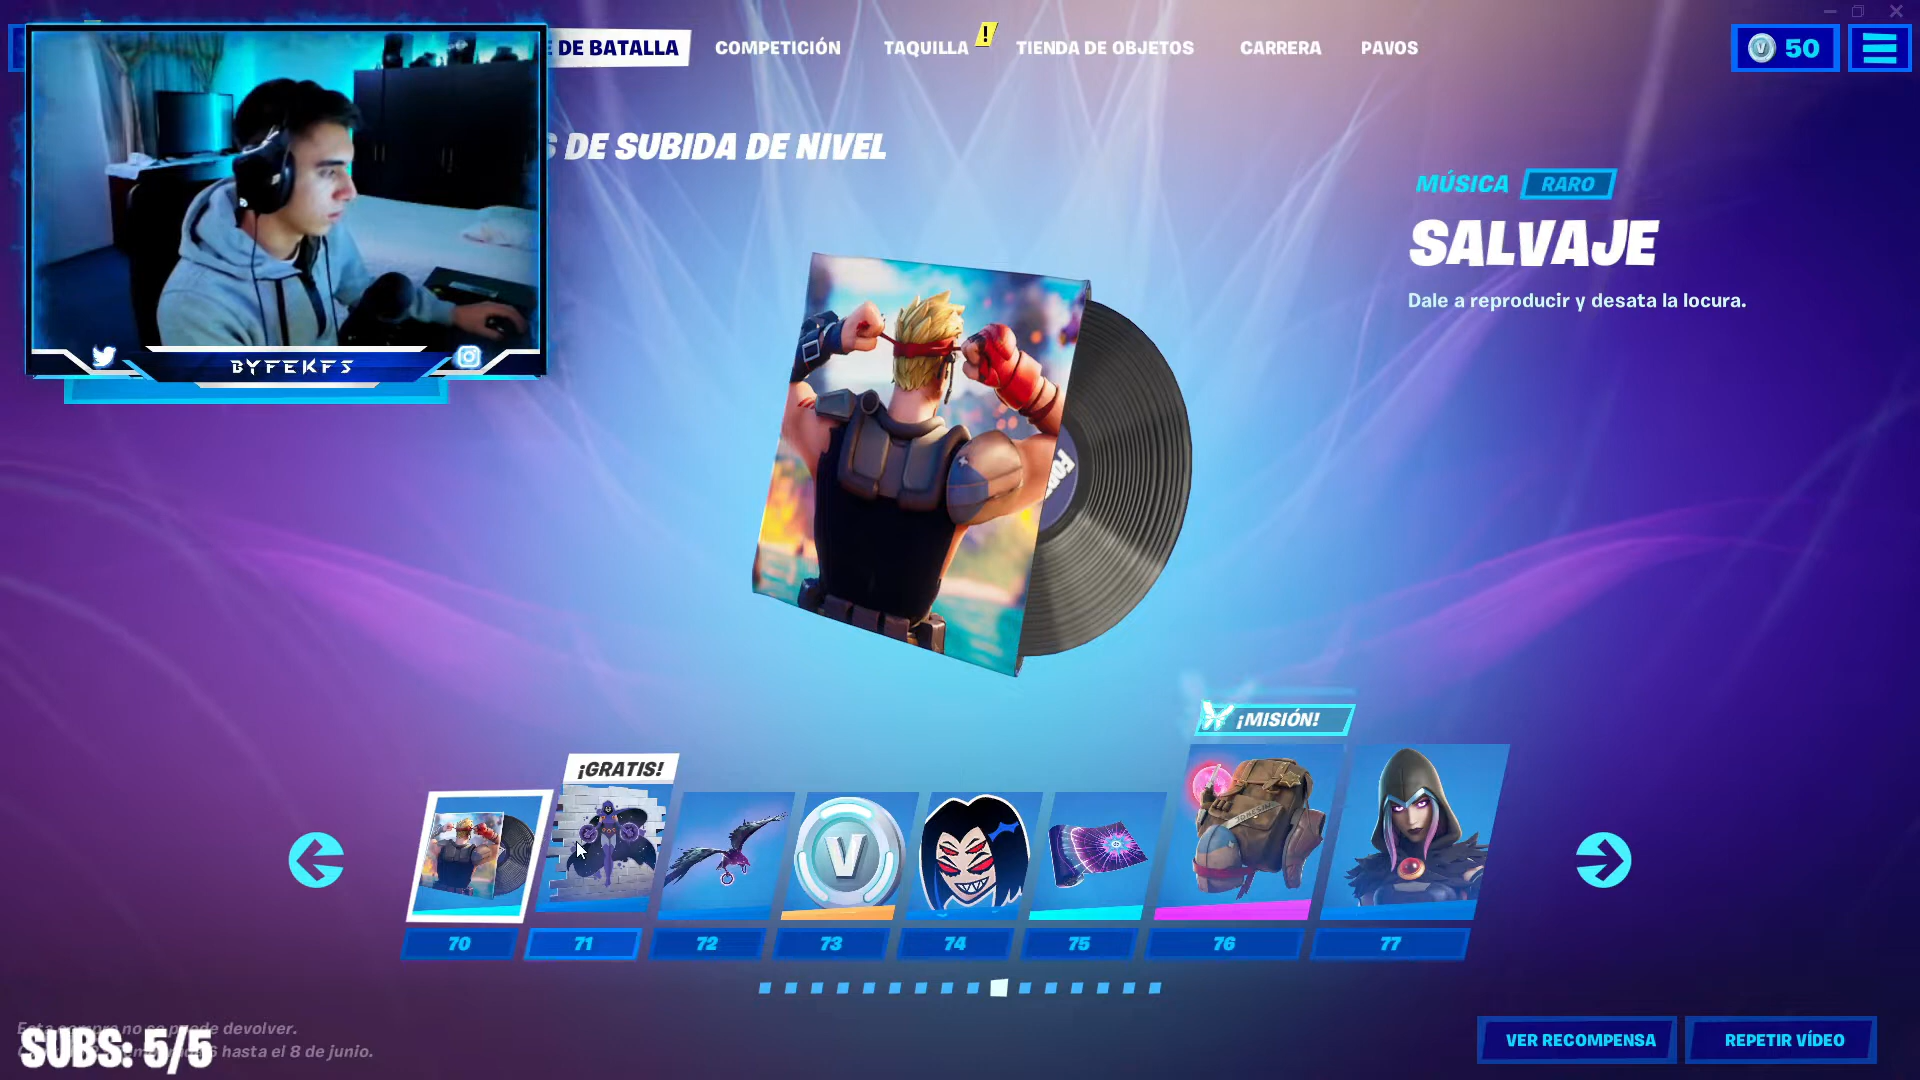 DE BATALLA
COMPETICIÓN
TAQUILLA
!
TIENDA DE OBJETOS
CARRERA
PAVOS
50
DE SUBIDA DE NIVEL
MÚSICA RARO
SALVAJE
Dale a reproducir y desata la locura.
BYFEKFS
¡MISIÓN!
¡GRATIS!
V
70 71 72 73 74 75 76 77
Esta compra no se puede devolver.
hasta el 8 de junio.
SUBS: 5/5
VER RECOMPENSA
REPETIR VÍDEO